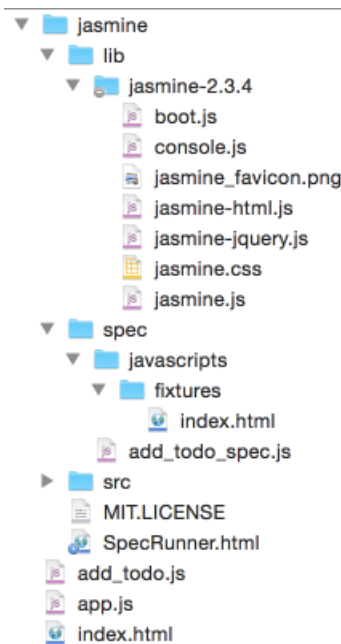 jasmine
lib
jasmine-2.3.4
boot.js
console.js
jasmine_favicon.png
jasmine-html.js
jasmine-jquery.js
jasmine.css
jasmine.js
spec
javascripts
fixtures
index.html
add_todo_spec.js
src
MIT.LICENSE
SpecRunner.html
add_todo.js
app.js
index.html